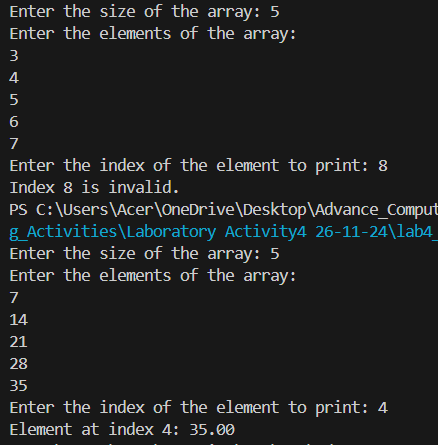 Enter the size of the array: 5
Enter the elements of the array:
3
4
5
6
7
Enter the index of the element to print: 8
Index 8 is invalid.
PS C:\Users\Acer\OneDrive\Desktop\Advance_Comput
g_Activities\Laboratory Activity4 26-11-24\lab4_
Enter the size of the array: 5
Enter the elements of the array:
7
14
21
28
35
Enter the index of the element to print: 4
Element at index 4: 35.00